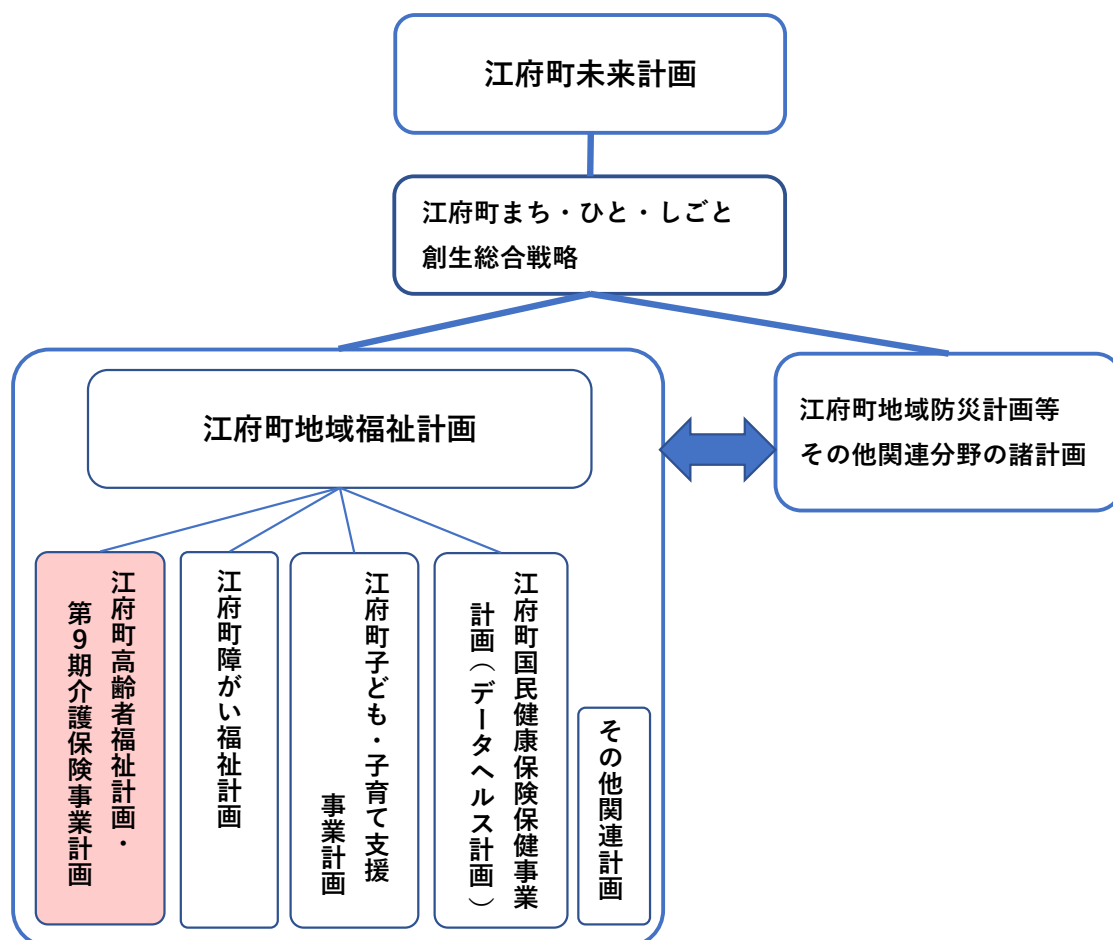 江府町未来計画
江府町まち・ひと・しごと
創生総合戦略
江府町地域福祉計画
江府町地域防災計画等
その他関連分野の諸計画
江府町高齢者福祉計画・
第９期介護保険事業計画
江府町障がい福祉計画
江府町子ども・子育て支援
事業計画
江府町国民健康保険保健事業
計画（データヘルス計画）
その他関連計画